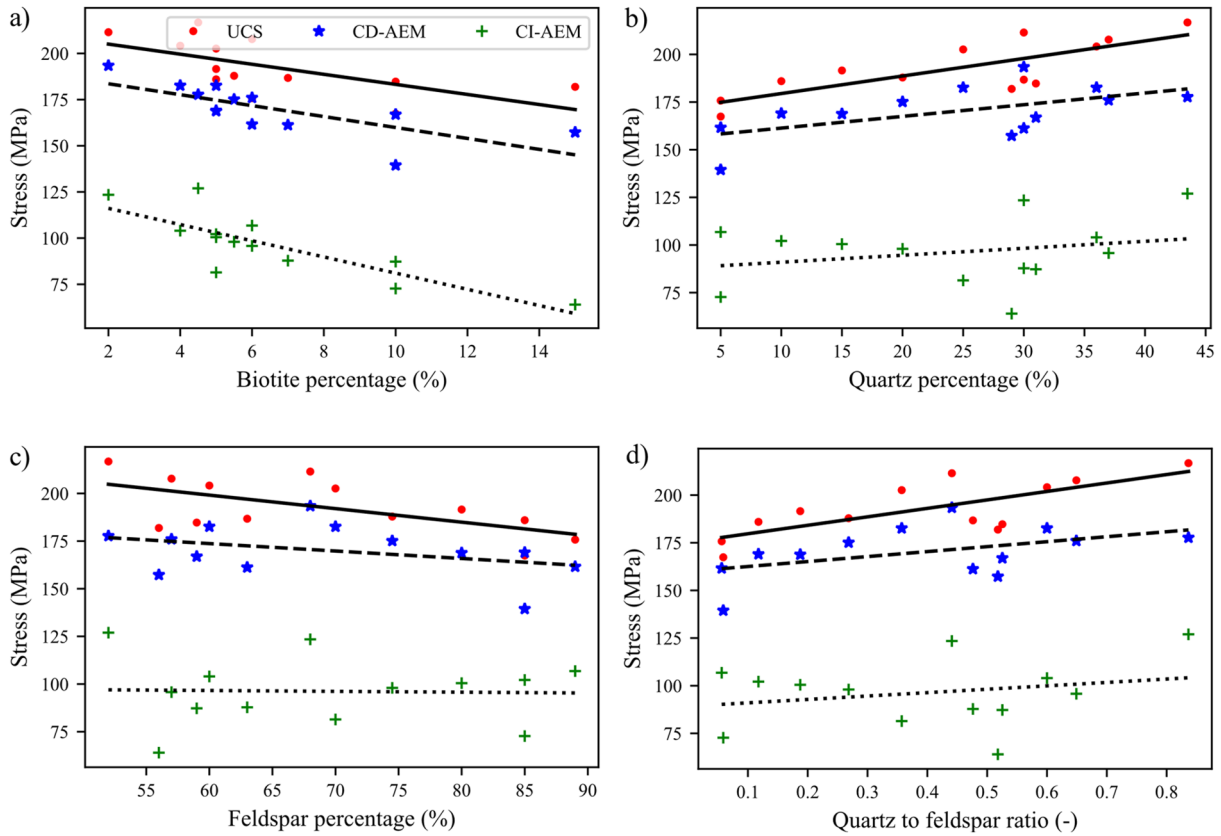 a)
UCS CD-AEM CI-AEM
200
175
150
125
100
75
Stress (MPa)
2 4 6 8 10 12 14
Biotite percentage (%)
b)
200
175
150
125
100
75
Stress (MPa)
5 10 15 20 25 30 35 40 45
Quartz percentage (%)
c)
200
175
150
125
100
75
Stress (MPa)
55 60 65 70 75 80 85 90
Feldspar percentage (%)
d)
200
175
150
125
100
75
Stress (MPa)
0.1 0.2 0.3 0.4 0.5 0.6 0.7 0.8
Quartz to feldspar ratio (-)